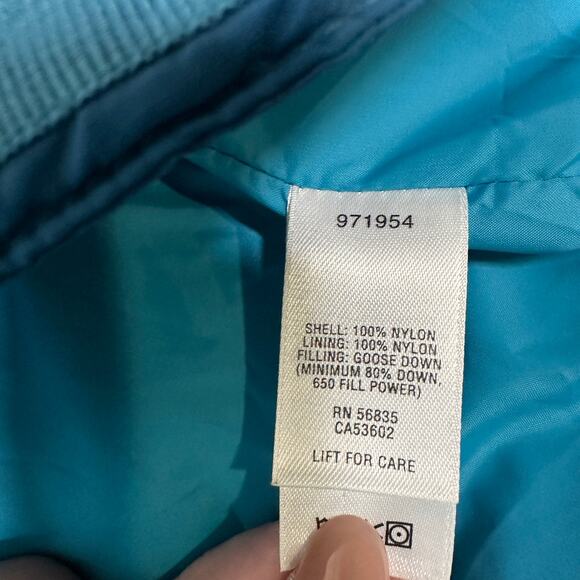 971954
SHELL: 100% NYLON
LINING: 100% NYLON
FILLING: GOOSE DOWN
(MINIMUM 80% DOWN,
650 FILL POWER)
RN 56835
CA53602
LIFT FOR CARE